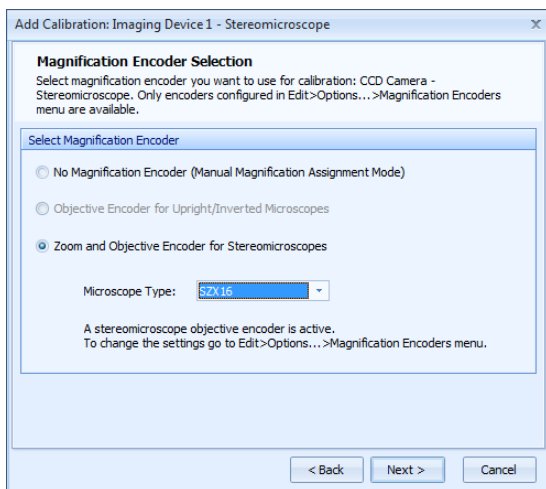 Add Calibration: Imaging Device 1 - Stereomicroscope
Magnification Encoder Selection
Select magnification encoder you want to use for calibration: CCD Camera -
Stereomicroscope. Only encoders configured in Edit>Options...>Magnification Encoders
menu are available.
Select Magnification Encoder
No Magnification Encoder (Manual Magnification Assignment Mode)
Objective Encoder for Upright/Inverted Microscopes
Zoom and Objective Encoder for Stereomicroscopes
Microscope Type: SZX16
A stereomicroscope objective encoder is active.
To change the settings go to Edit>Options...>Magnification Encoders menu.
< Back Next > Cancel